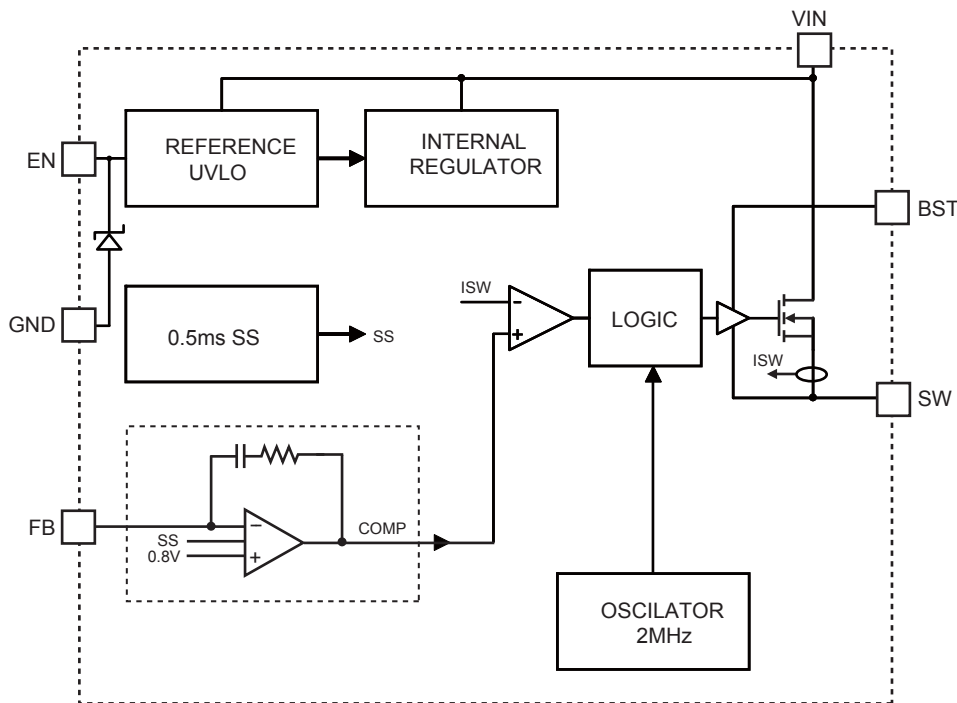 VIN
EN
REFERENCE
UVLO
INTERNAL
REGULATOR
BST
GND
0.5ms SS
SS
ISW
−
+
LOGIC
ISW
SW
FB
−
SS
0.8V
+
COMP
OSCILATOR
2MHz